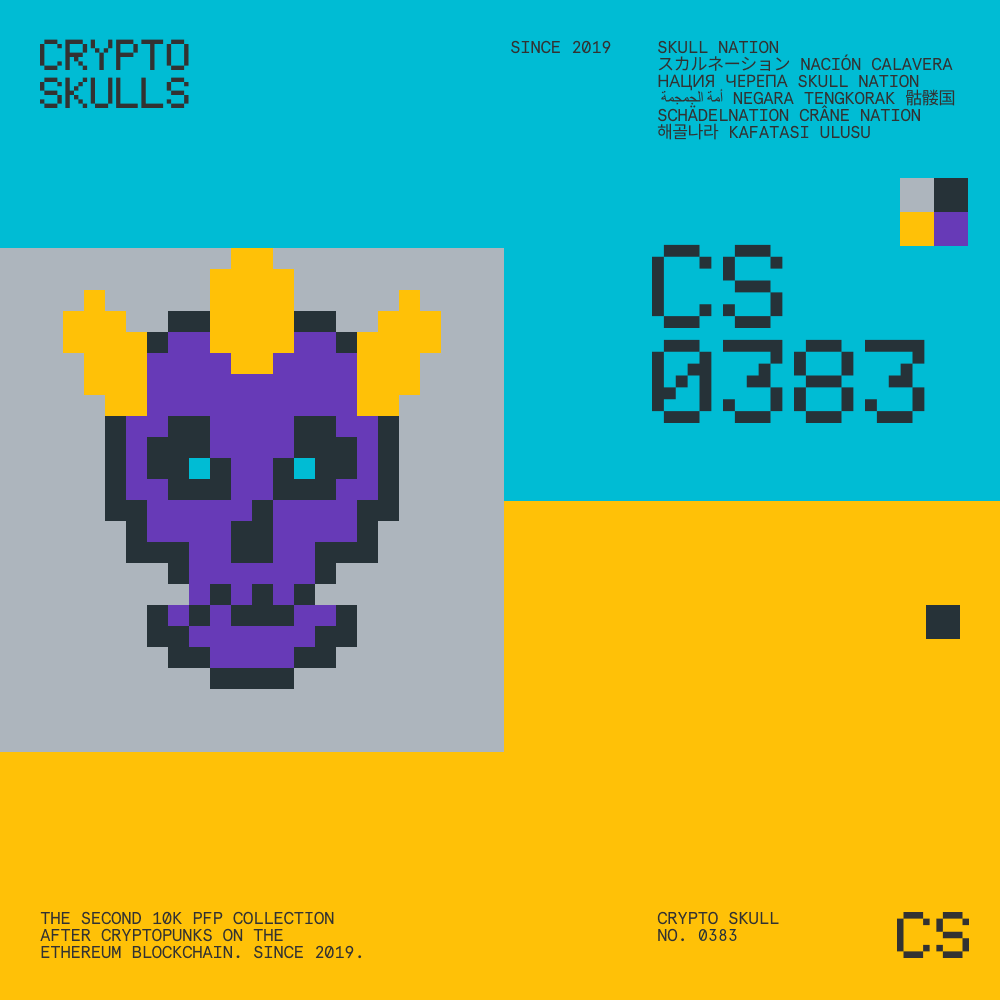 CRYPTO
SKULLS
SINCE 2019
SKULL NATION
スカルネーション NACIÓN CALAVERA
НАЦИЯ ЧЕРЕПА SKULL NATION
أمة الجمجمة NEGARA TENGKORAK 骷髅国
SCHÄDELNATION CRÂNE NATION
해골나라 KAFATASI ULUSU
CS
0383
THE SECOND 10K PFP COLLECTION
AFTER CRYPTOPUNKS ON THE
ETHEREUM BLOCKCHAIN. SINCE 2019.
CRYPTO SKULL
NO. 0383
CS